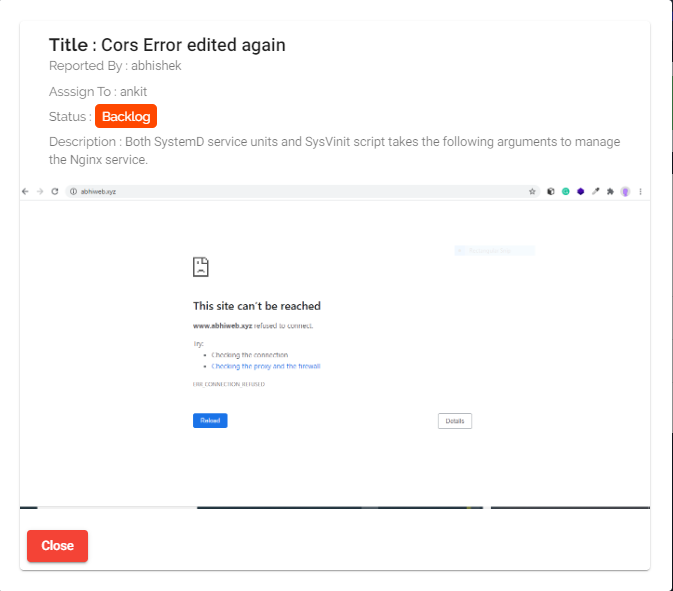 Title : Cors Error edited again
Reported By : abhishek
Asssign To : ankit
Status : Backlog
Description : Both SystemD service units and SysVinit script takes the following arguments to manage
the Nginx service.
abhiweb.xyz
This site can't be reached
www.abhiweb.xyz refused to connect.
Try:
• Checking the connection
• Checking the proxy and the firewall
ERR_CONNECTION_REFUSED
Reload
Details
Close